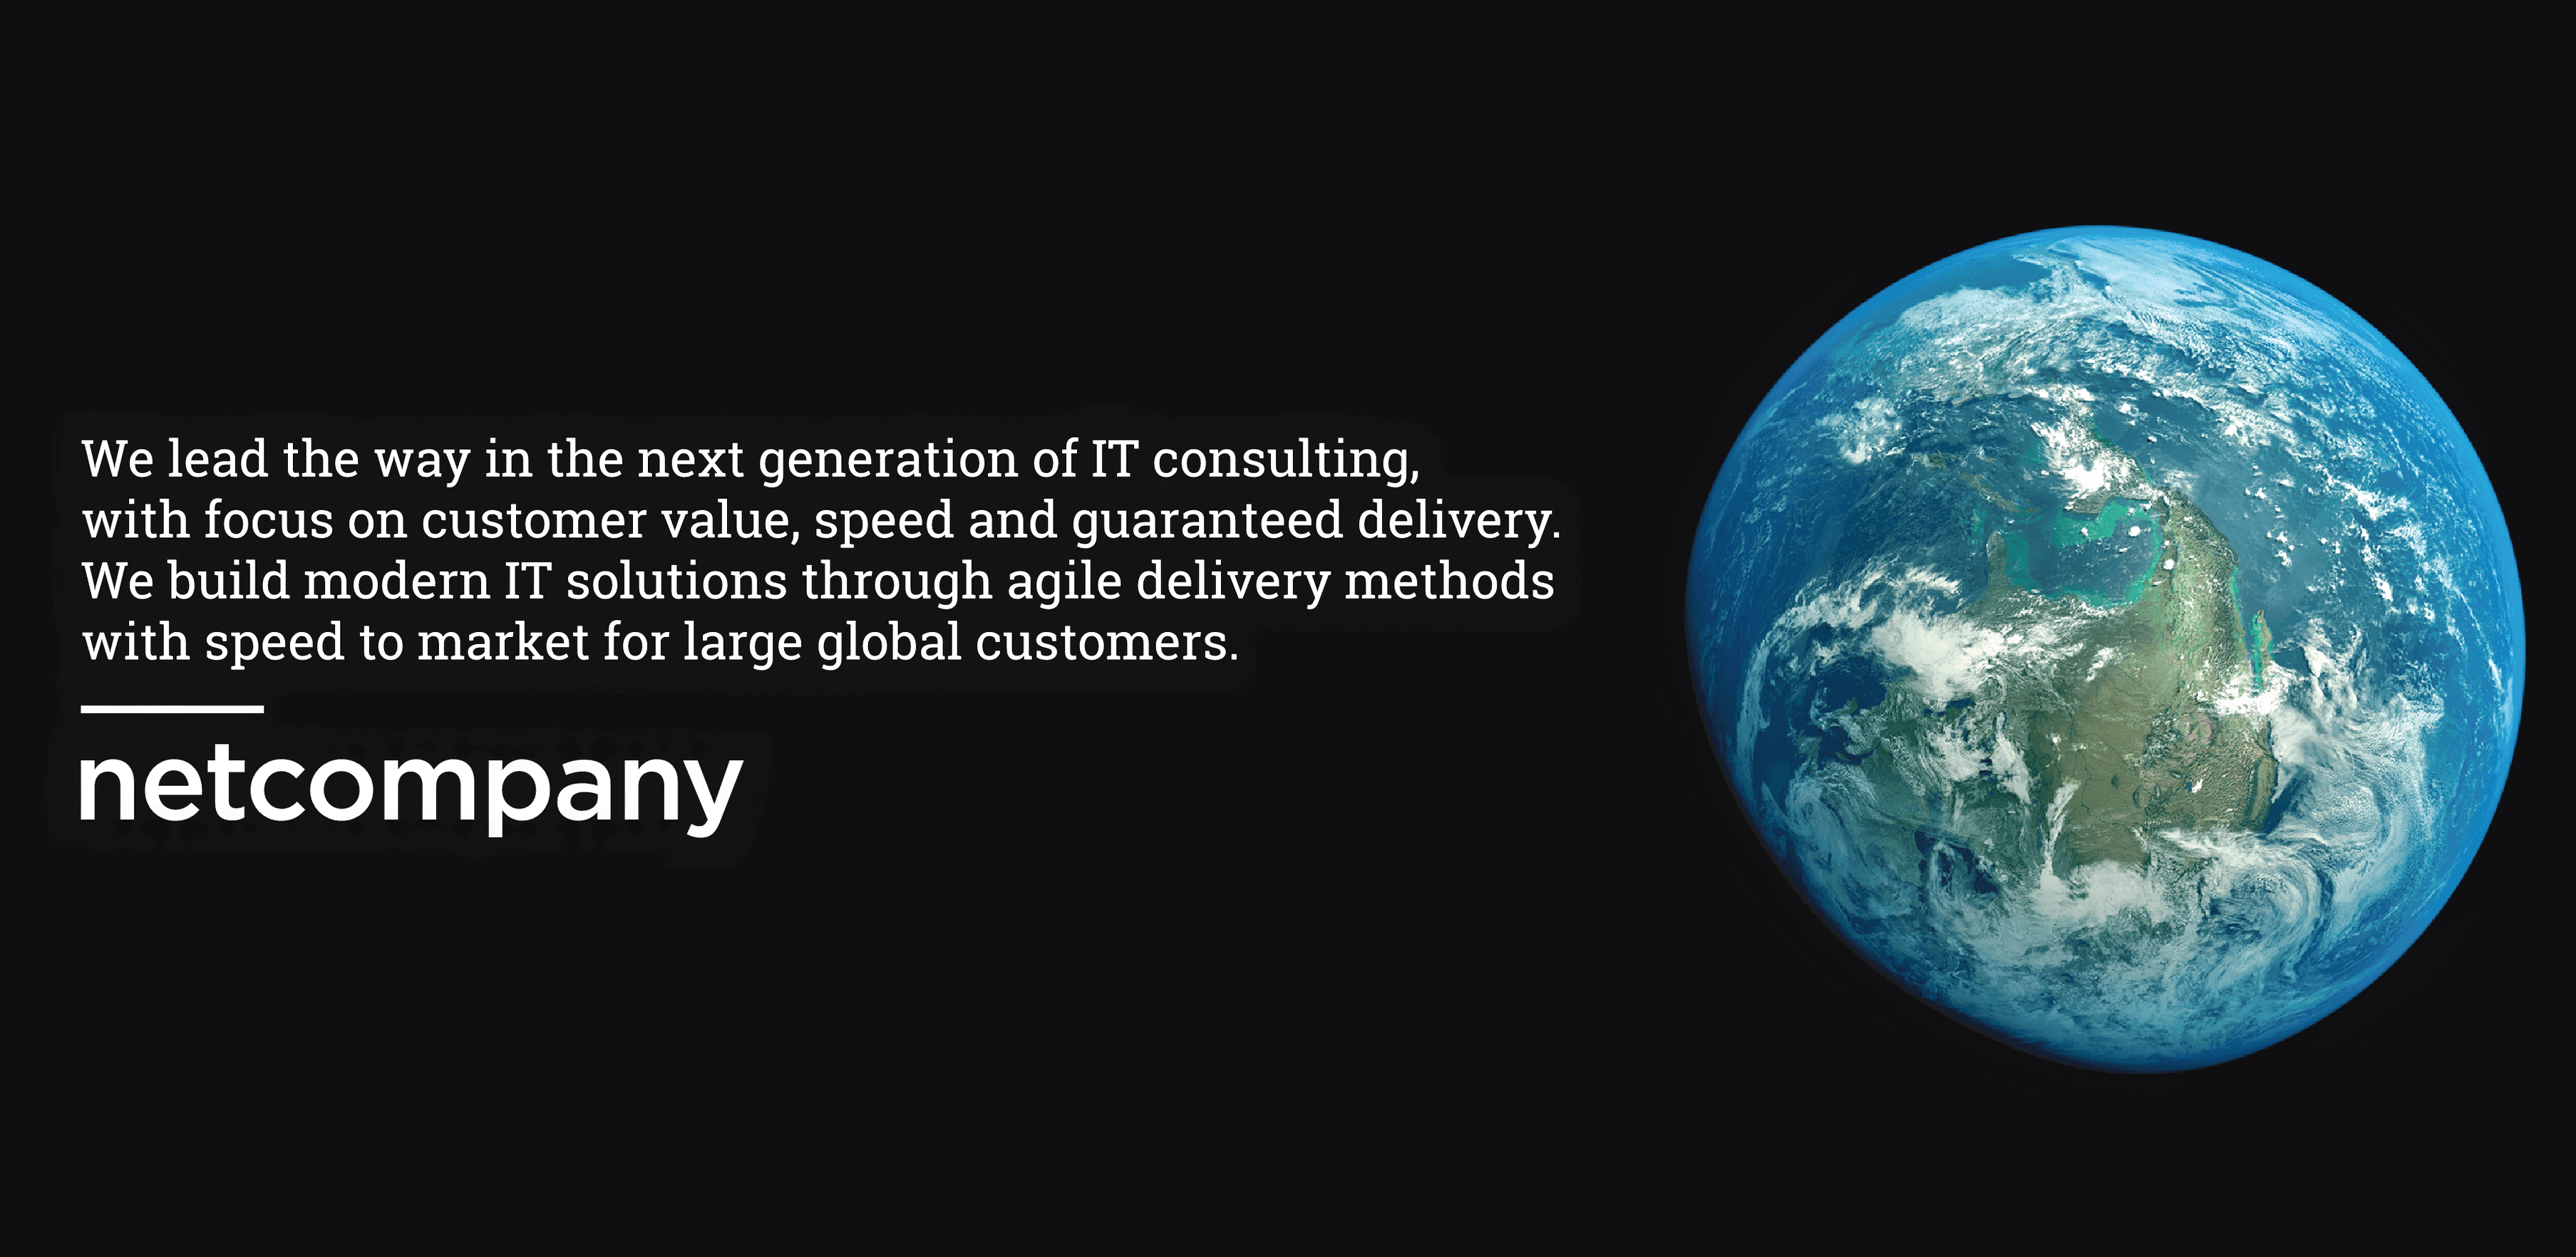 We lead the way in the next generation of IT consulting,
with focus on customer value, speed and guaranteed delivery.
We build modern IT solutions through agile delivery methods
with speed to market for large global customers.
netcompany